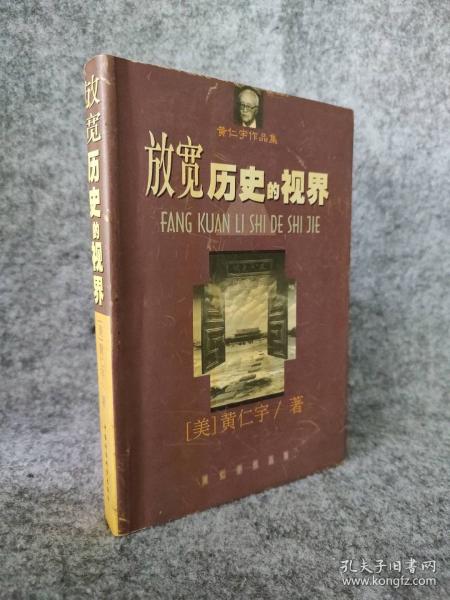 黄仁宇作品集
放宽历史的视界
FANG KUAN LI SHI DE SHI JIE
[美]黄仁宇/著
放宽历史的视界
孔夫子旧书网
www.kongfz.com